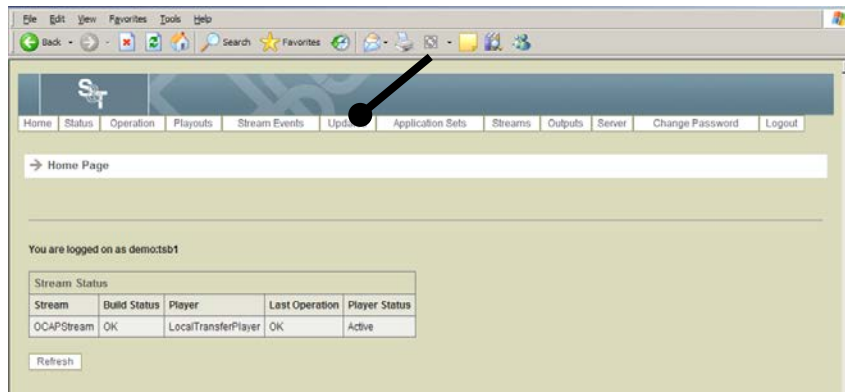 File Edit View Favorites Tools Help
Back Search Favorites
S&T
Home Status Operation Playouts Stream Events Application Sets Streams Outputs Server Change Password Logout
→ Home Page
You are logged on as demo:tsb1
Stream Status
Stream Build Status Player Last Operation Player Status
OCAPStream OK LocalTransferPlayer OK Active
Refresh